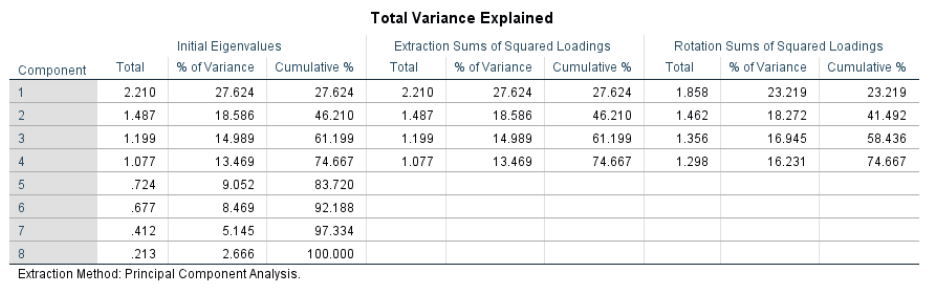 Total Variance Explained
Initial Eigenvalues Extraction Sums of Squared Loadings Rotation Sums of Squared Loadings
Component Total % of Variance Cumulative % Total % of Variance Cumulative % Total % of Variance Cumulative %
1 2.210 27.624 27.624 2.210 27.624 27.624 1.858 23.219 23.219
2 1.487 18.586 46.210 1.487 18.586 46.210 1.462 18.272 41.492
3 1.199 14.989 61.199 1.199 14.989 61.199 1.356 16.945 58.436
4 1.077 13.469 74.667 1.077 13.469 74.667 1.298 16.231 74.667
5 .724 9.052 83.720
6 .677 8.469 92.188
7 .412 5.145 97.334
8 .213 2.666 100.000
Extraction Method: Principal Component Analysis.